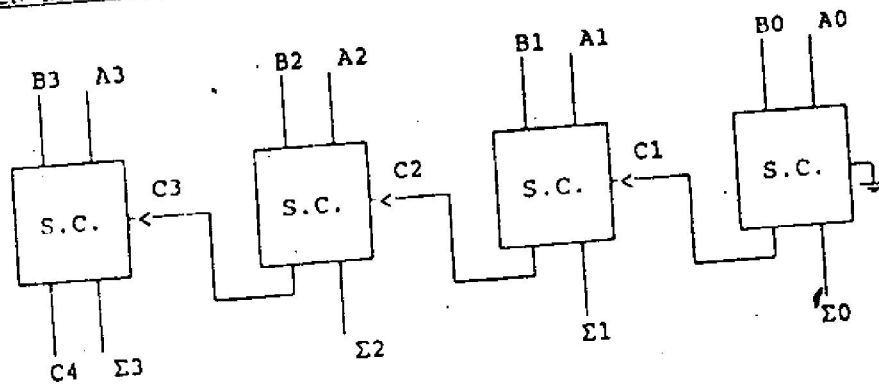 B3 A3 B2 A2 B1 A1 B0 A0
C3 C2 C1
S.C. S.C. S.C. S.C.
C4 Σ3 Σ2 Σ1 Σ0